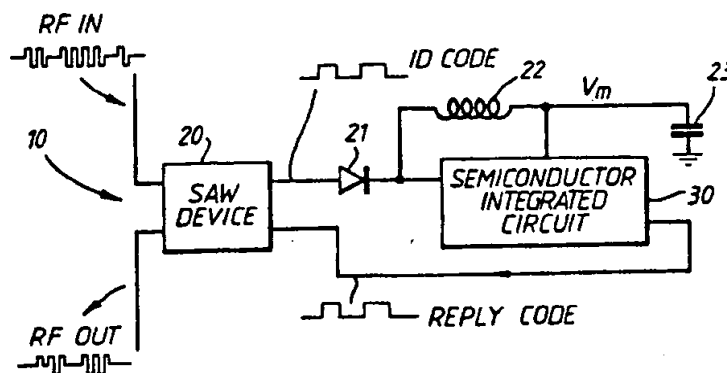 RF IN
ID CODE
22
Vm
23
10
20
21
SAW
DEVICE
SEMICONDUCTOR
INTEGRATED
CIRCUIT
30
RF OUT
REPLY CODE